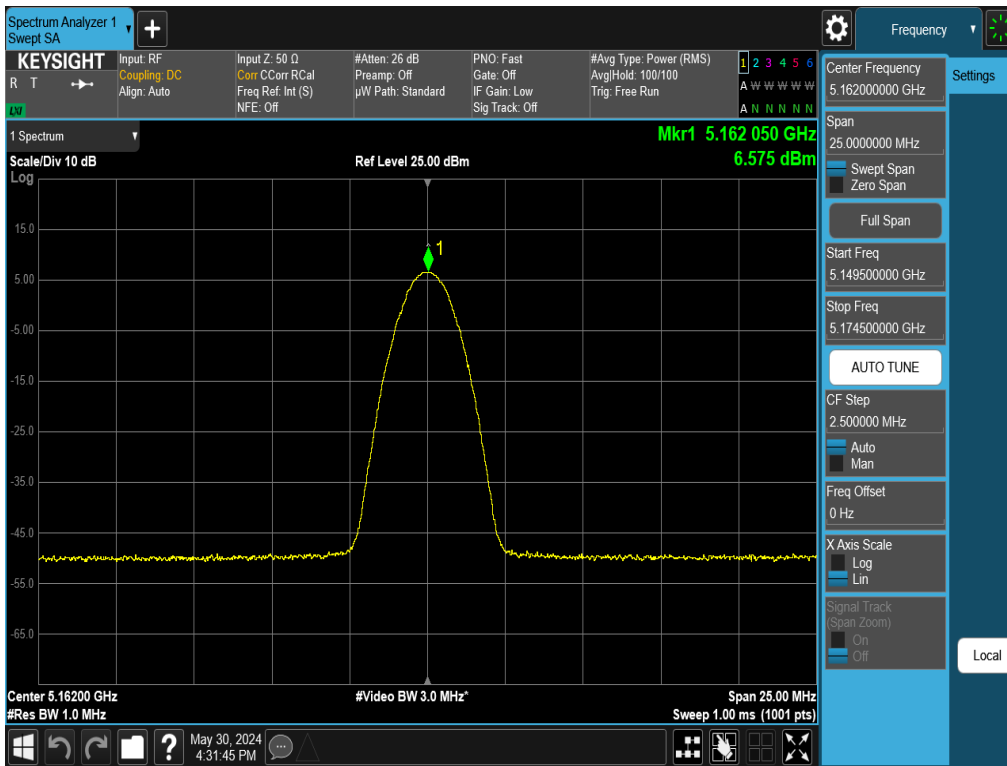 Spectrum Analyzer 1
Swept SA
+
Frequency
KEYSIGHT
R T
LXI
Input: RF
Coupling: DC
Align: Auto
Input Z: 50 Ω
Corr CCorr RCal
Freq Ref: Int (S)
NFE: Off
#Atten: 26 dB
Preamp: Off
µW Path: Standard
PNO: Fast
Gate: Off
IF Gain: Low
Sig Track: Off
#Avg Type: Power (RMS)
Avg|Hold: 100/100
Trig: Free Run
1 2 3 4 5 6
A W W W W W
A N N N N N
1 Spectrum
Scale/Div 10 dB
Log
Ref Level 25.00 dBm
Mkr1 5.162 050 GHz
6.575 dBm
1
15.0
5.00
-5.00
-15.0
-25.0
-35.0
-45.0
-55.0
-65.0
Center 5.16200 GHz
#Res BW 1.0 MHz
#Video BW 3.0 MHz*
Span 25.00 MHz
Sweep 1.00 ms (1001 pts)
Center Frequency
5.162000000 GHz
Span
25.0000000 MHz
Swept Span
Zero Span
Full Span
Start Freq
5.149500000 GHz
Stop Freq
5.174500000 GHz
AUTO TUNE
CF Step
2.500000 MHz
Auto
Man
Freq Offset
0 Hz
X Axis Scale
Log
Lin
Signal Track
(Span Zoom)
On
Off
Settings
Local
?
May 30, 2024
4:31:45 PM